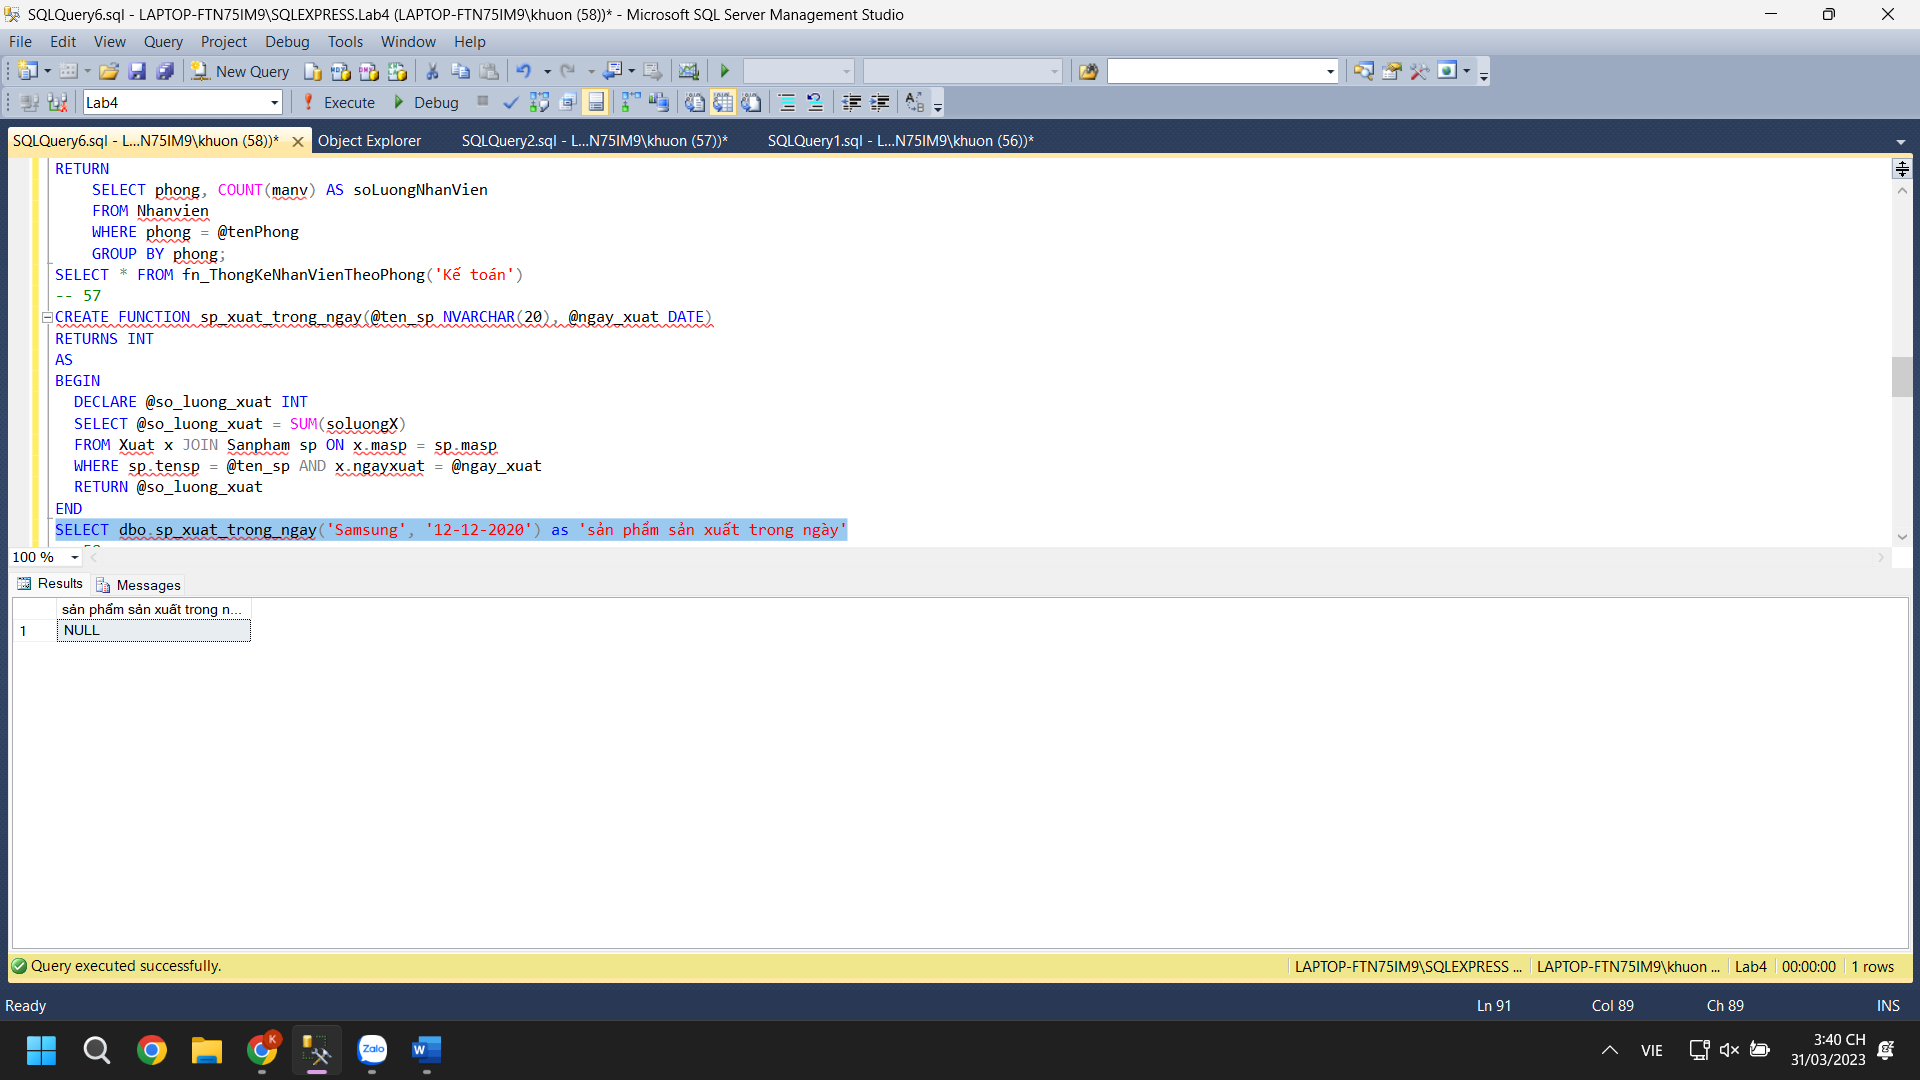 SQLQuery6.sql - LAPTOP-FTN75IM9\SQLEXPRESS.Lab4 (LAPTOP-FTN75IM9\khuon (58))* - Microsoft SQL Server Management Studio
File Edit View Query Project Debug Tools Window Help
New Query
Lab4 Execute Debug
SQLQuery6.sql - L...N75IM9\khuon (58))* Object Explorer SQLQuery2.sql - L...N75IM9\khuon (57))* SQLQuery1.sql - L...N75IM9\khuon (56))*
RETURN
SELECT phong, COUNT(manv) AS soLuongNhanVien
FROM Nhanvien
WHERE phong = @tenPhong
GROUP BY phong;
SELECT * FROM fn_ThongKeNhanVienTheoPhong('Kế toán')
-- 57
CREATE FUNCTION sp_xuat_trong_ngay(@ten_sp NVARCHAR(20), @ngay_xuat DATE)
RETURNS INT
AS
BEGIN
DECLARE @so_luong_xuat INT
SELECT @so_luong_xuat = SUM(soluongX)
FROM Xuat x JOIN Sanpham sp ON x.masp = sp.masp
WHERE sp.tensp = @ten_sp AND x.ngayxuat = @ngay_xuat
RETURN @so_luong_xuat
END
SELECT dbo.sp_xuat_trong_ngay('Samsung', '12-12-2020') as 'sản phẩm sản xuất trong ngày'
100 %
Results Messages
sản phẩm sản xuất trong n...
1 NULL
Query executed successfully. LAPTOP-FTN75IM9\SQLEXPRESS ... LAPTOP-FTN75IM9\khuon ... Lab4 00:00:00 1 rows
Ready Ln 91 Col 89 Ch 89 INS
K Zalo W VIE 3:40 CH
31/03/2023